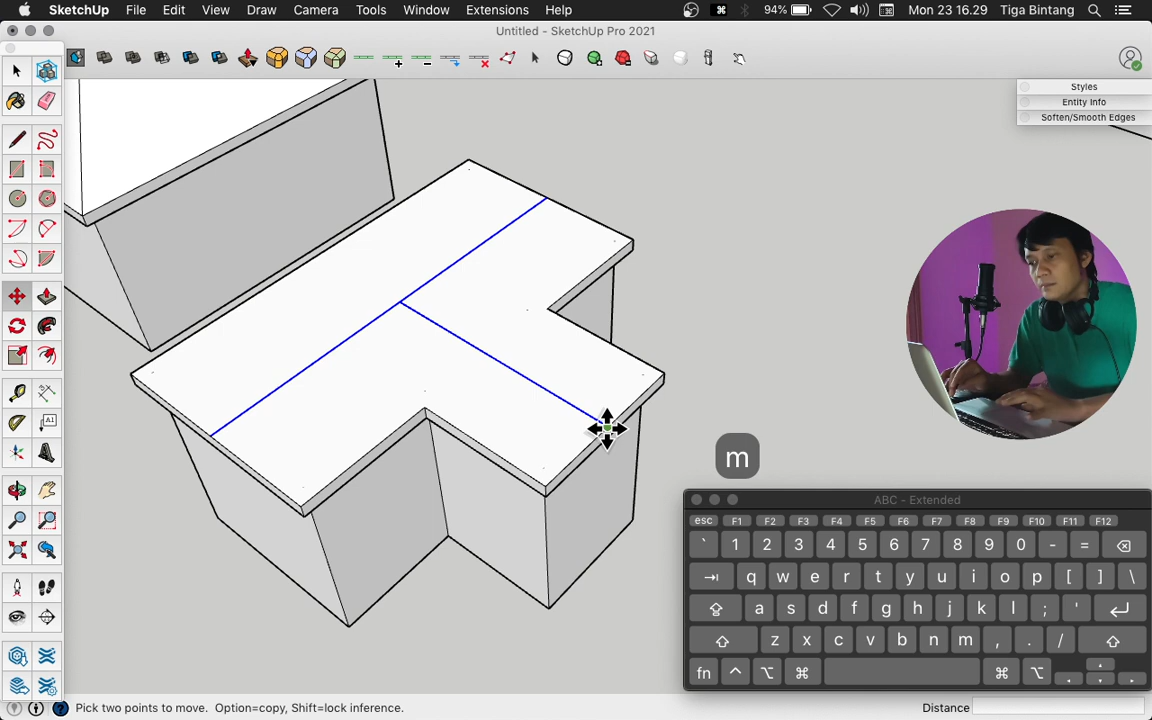 SketchUp File Edit View Draw Camera Tools Window Extensions Help 94% Mon 23 16.29 Tiga Bintang
Untitled - SketchUp Pro 2021
Styles
Entity Info
Soften/Smooth Edges
A1
m
ABC - Extended
esc F1 F2 F3 F4 F5 F6 F7 F8 F9 F10 F11 F12
` 1 2 3 4 5 6 7 8 9 0 - =
q w e r t y u i o p [ ] \
a s d f g h j k l ; '
z x c v b n m , . /
fn ^ ⌥ ⌘ ⌘ ⌥
Pick two points to move. Option=copy, Shift=lock inference.
Distance